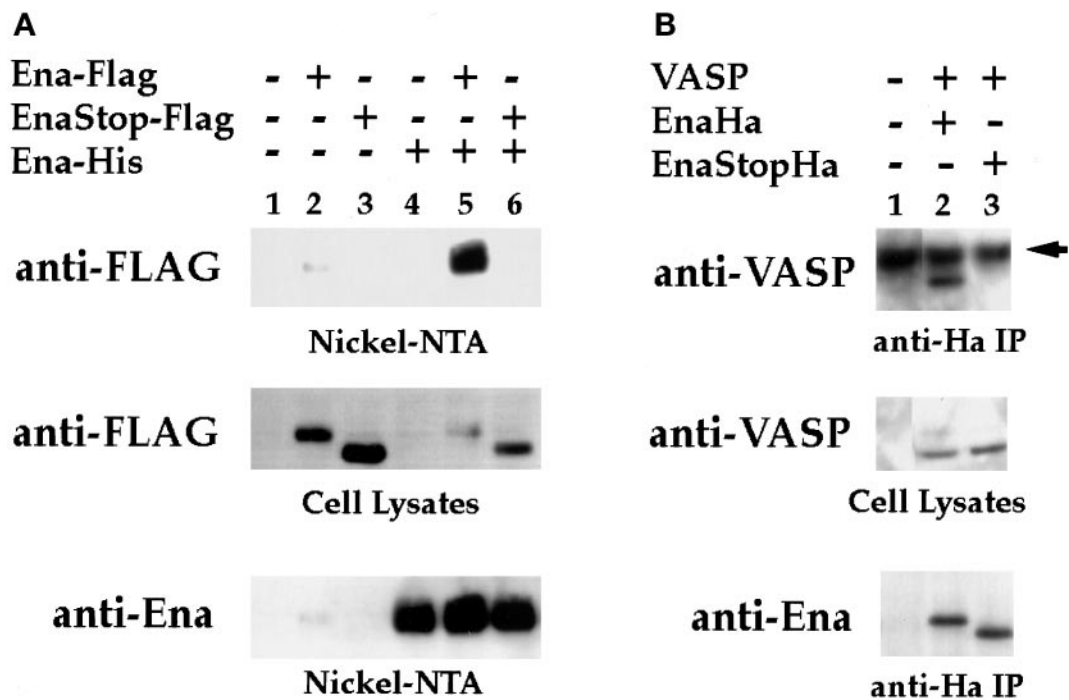 A
Ena-Flag - + - - + -
EnaStop-Flag - - + - - +
Ena-His - - - + + +
1 2 3 4 5 6
anti-FLAG
Nickel-NTA
anti-FLAG
Cell Lysates
anti-Ena
Nickel-NTA
B
VASP - + +
EnaHa - + -
EnaStopHa - - +
1 2 3
anti-VASP
anti-Ha IP
anti-VASP
Cell Lysates
anti-Ena
anti-Ha IP